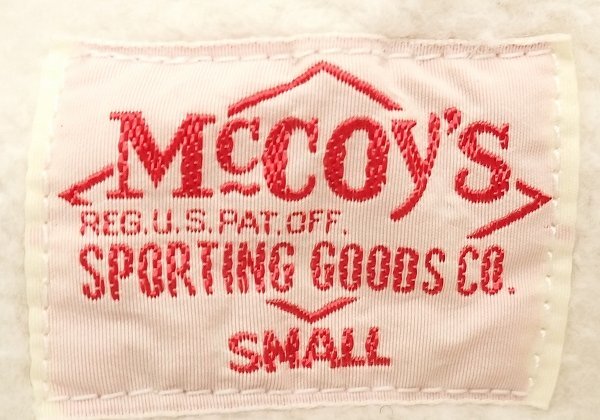 McCOY'S
REG.U.S.PAT.OFF.
SPORTING GOODS CO.
SMALL